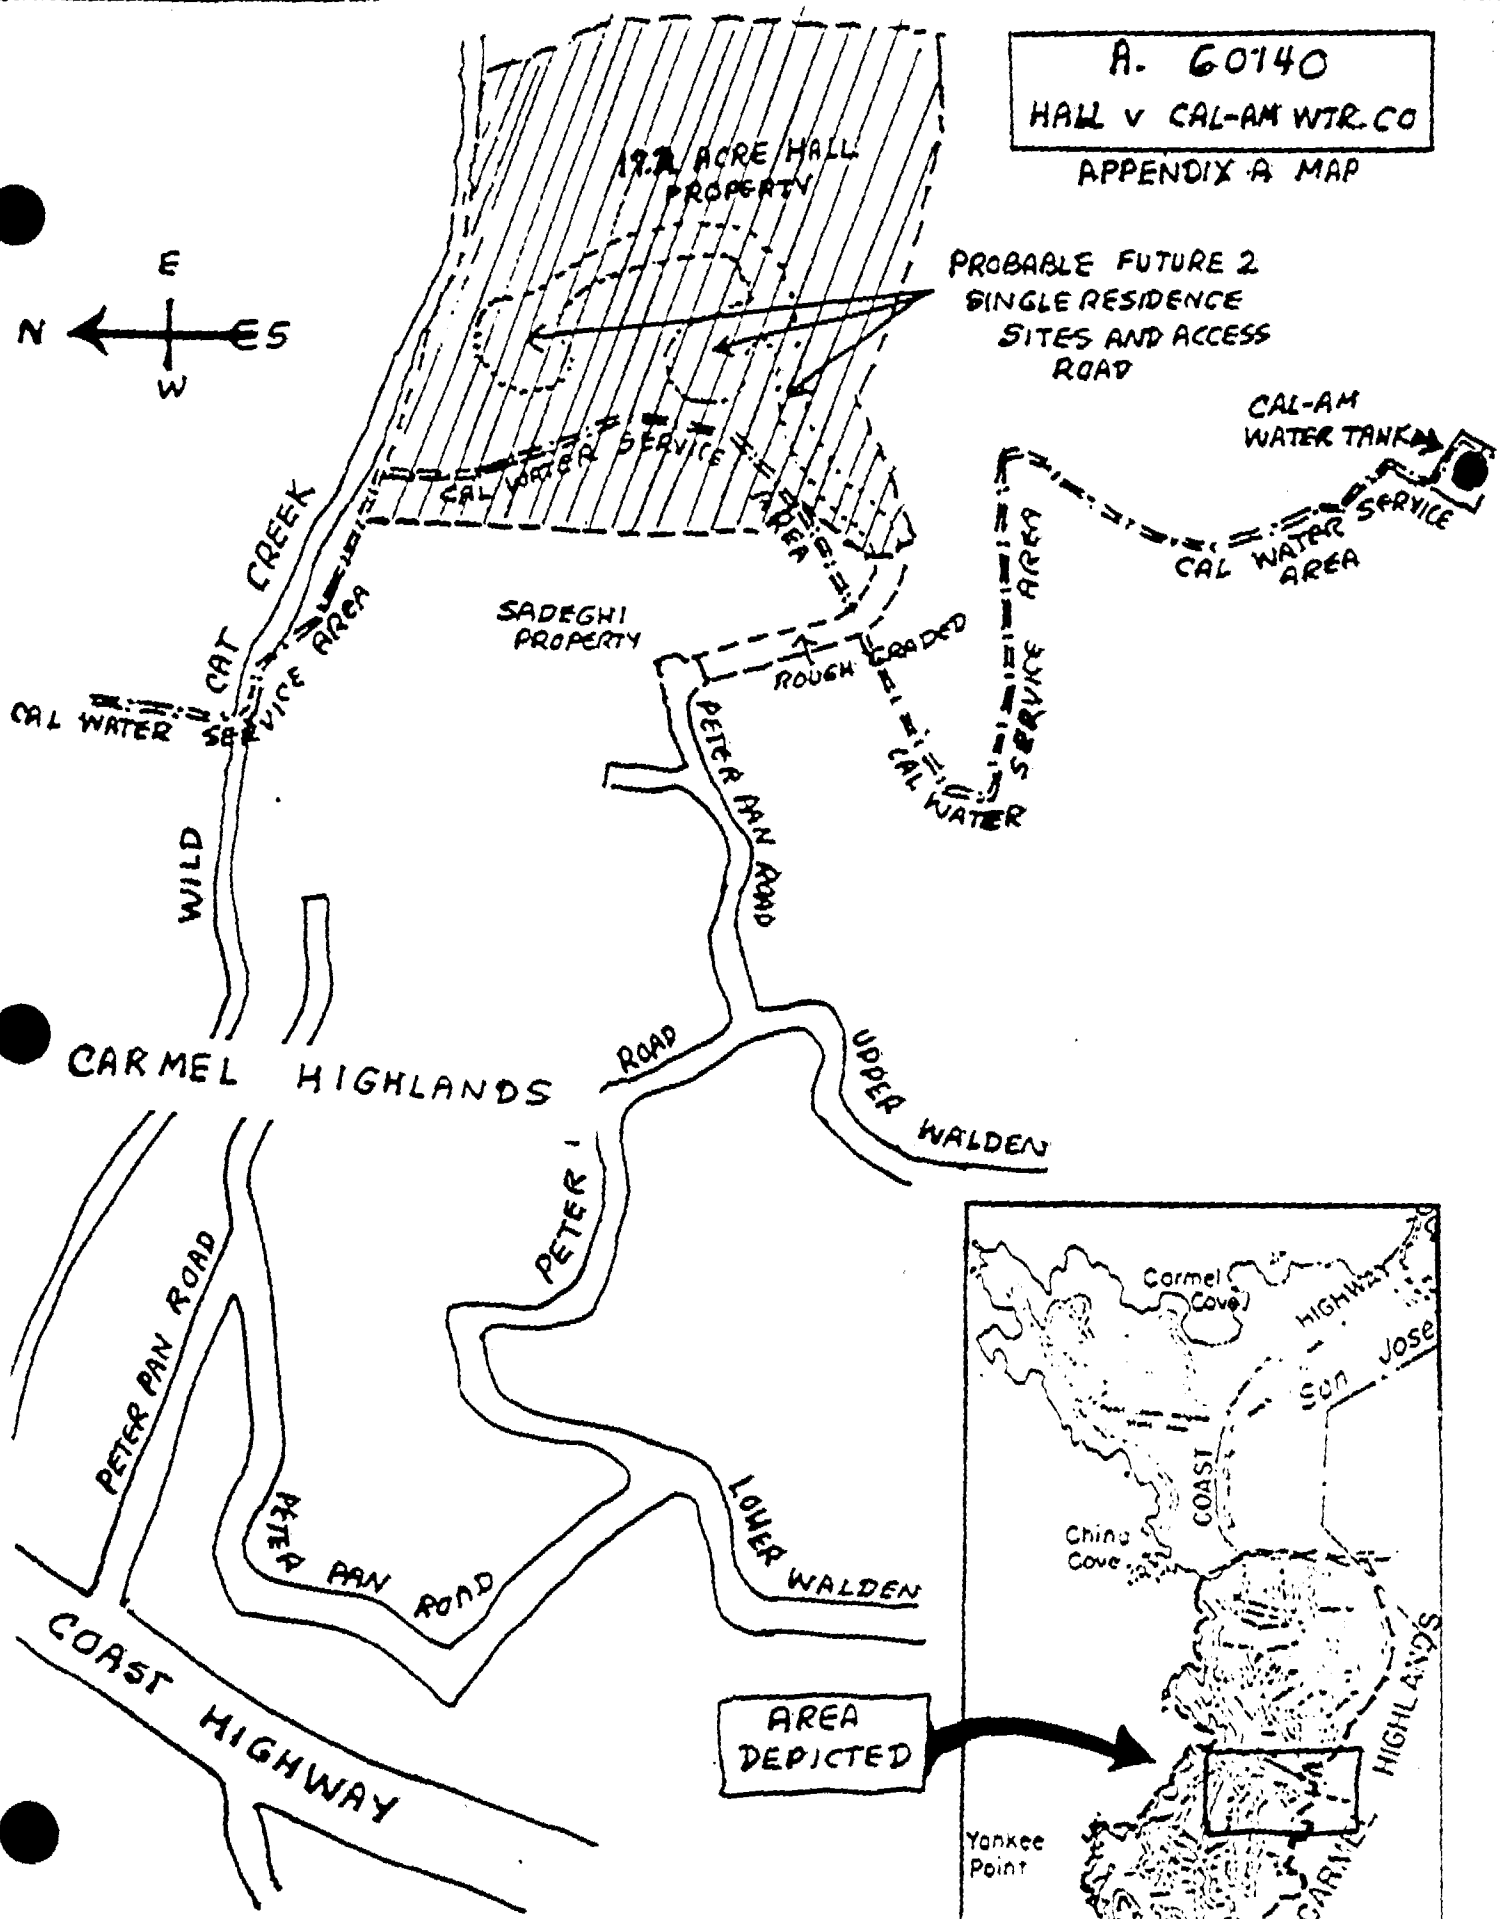 A. 60740
HALL v CAL-AM WTR. CO
APPENDIX A MAP
ACRE HALL
PROPERTY
E
N
S
W
PROBABLE FUTURE 2
SINGLE RESIDENCE
SITES AND ACCESS
ROAD
CAL-AM
WATER TANK
CAL WATER SERVICE
AREA
CAL WATER SERVICE
AREA
CAL WATER SERVICE AREA
CAL WATER
SERVICE AREA
WILD CAT CREEK
SADEGHI
PROPERTY
ROUGH GRADED
PETER PAN ROAD
CARMEL HIGHLANDS
ROAD
PETER
UPPER WALDEN
PETER PAN ROAD
PETER PAN ROAD
LOWER WALDEN
COAST HIGHWAY
AREA
DEPICTED
Carmel
Cove
HIGHWAY
San Jose
COAST
China
Cove
HIGHLANDS
CARMEL
Yankee
Point